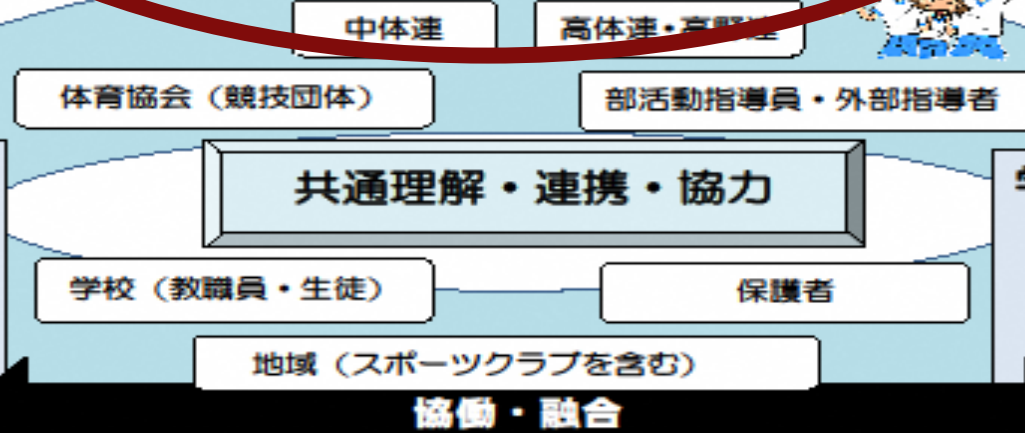 中体連
高体連・高野連
体育協会（競技団体）
部活動指導員・外部指導者
共通理解・連携・協力
学校（教職員・生徒）
保護者
地域（スポーツクラブを含む）
協働・融合